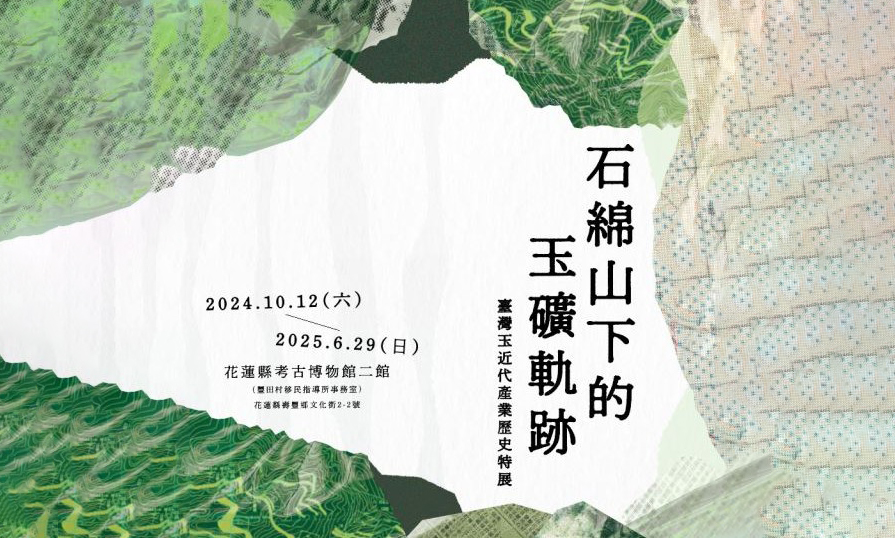 石綿山下的
玉礦軌跡
臺灣玉近代產業歷史特展
2024.10.12(六)
2025.6.29(日)
花蓮縣考古博物館二館
(豐田村移民指導所事務室)
花蓮縣壽豐鄉文化街2-2號